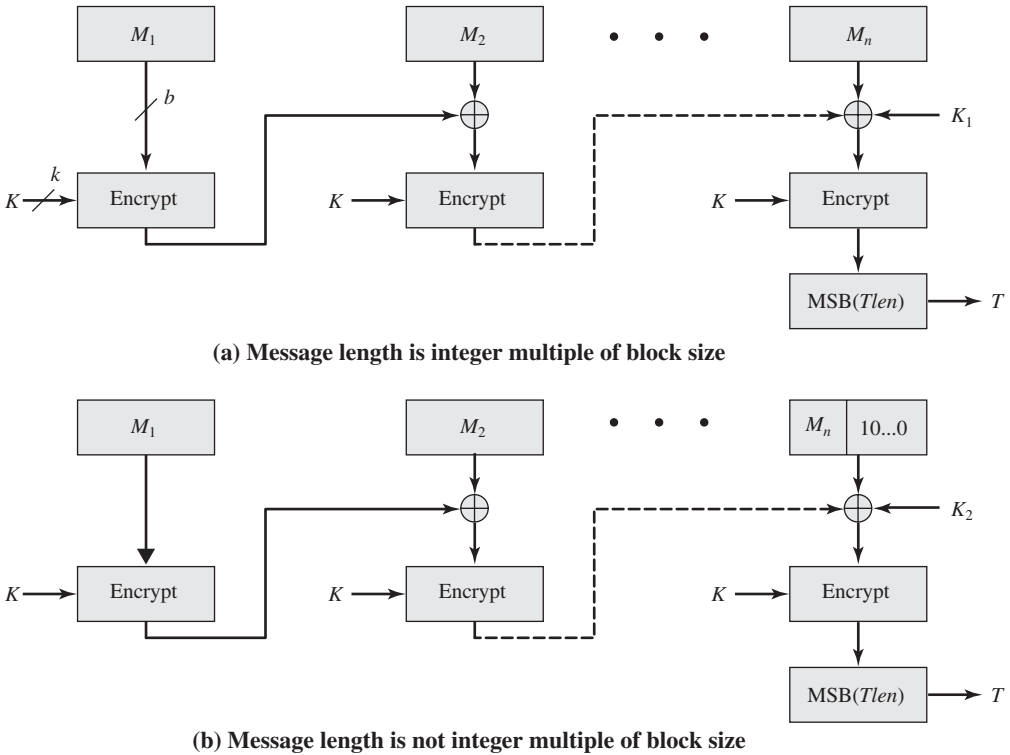 M1 M2 • • • Mn
b
K1
k
K Encrypt K Encrypt K Encrypt
MSB(Tlen) T
(a) Message length is integer multiple of block size
M1 M2 • • • Mn 10...0
K2
K Encrypt K Encrypt K Encrypt
MSB(Tlen) T
(b) Message length is not integer multiple of block size